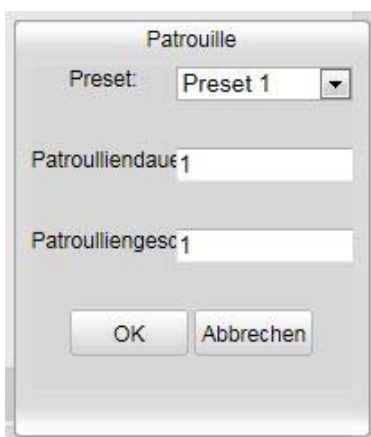 Patrouille
Preset: Preset 1
Patroulliendaue 1
Patroulliengesc 1
OK Abbrechen